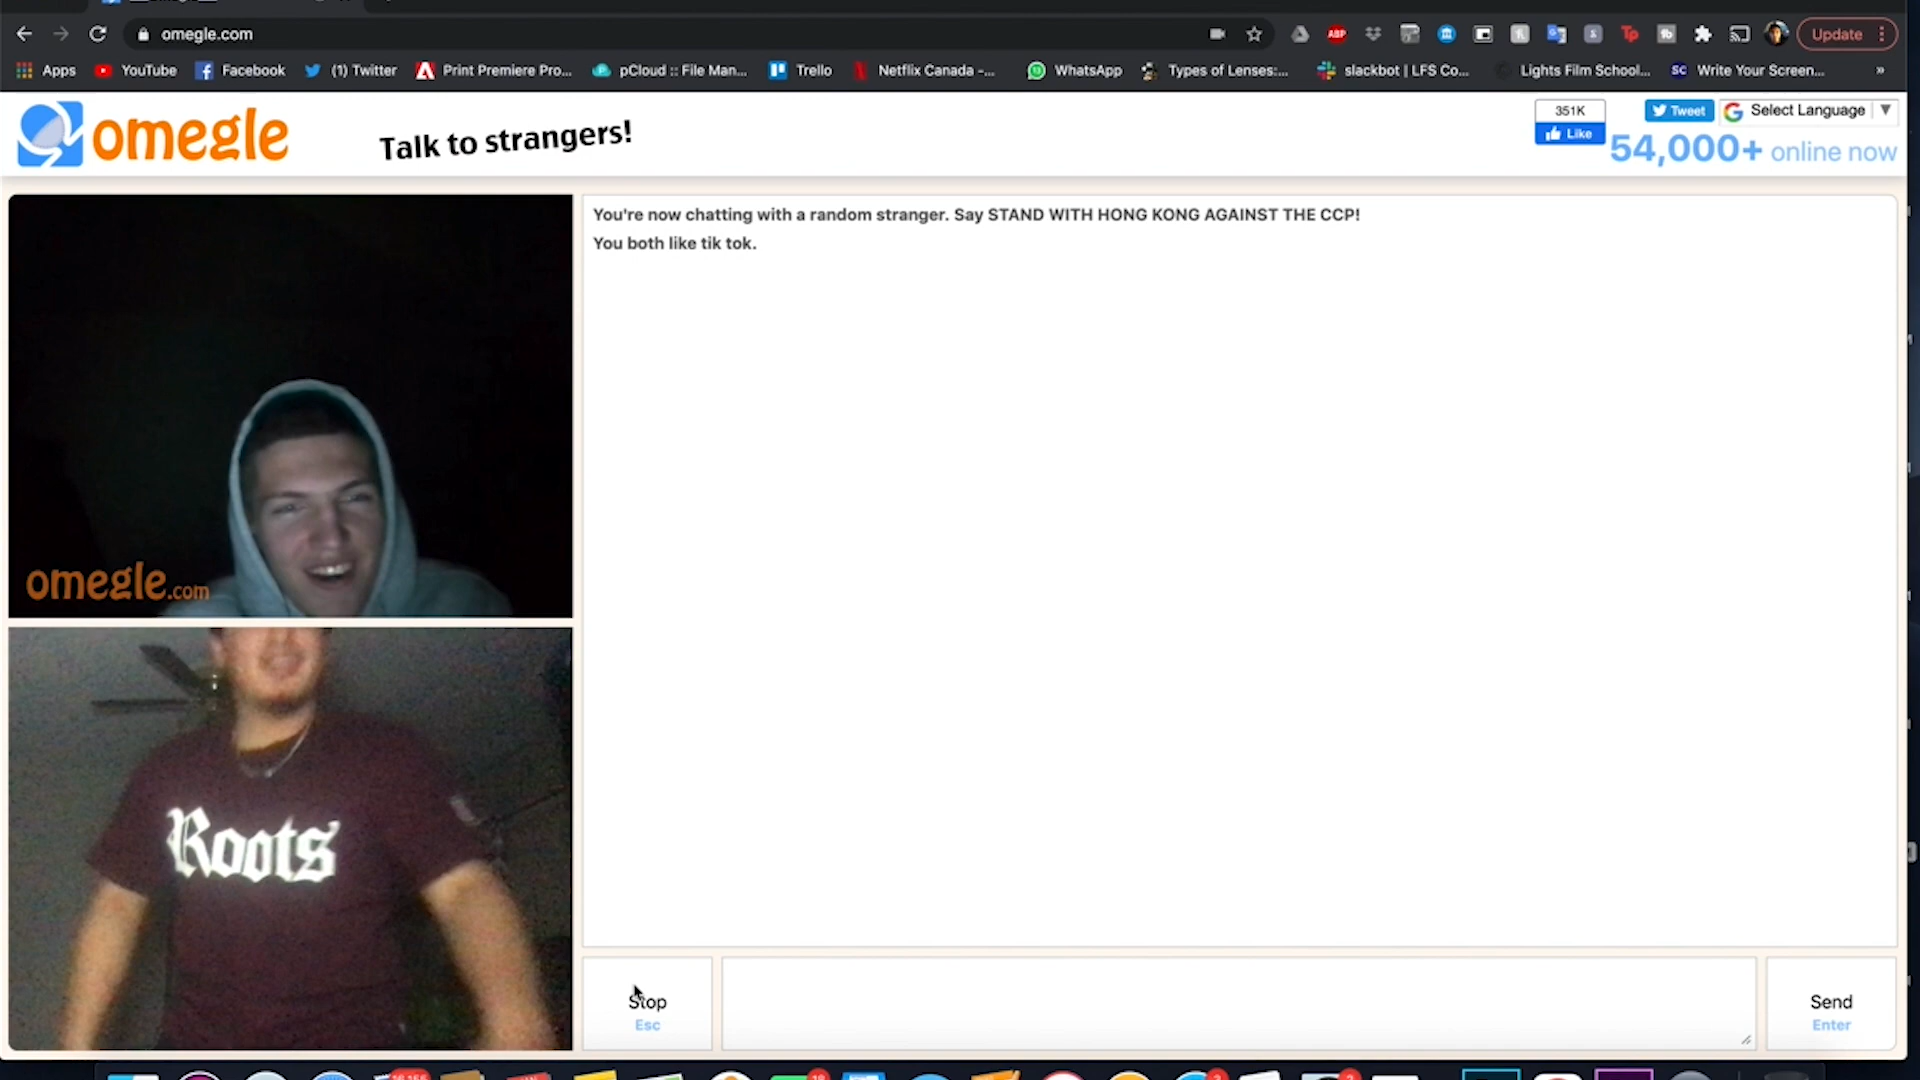 omegle.com
ABP
Tp
Update
Apps
YouTube
Facebook
(1) Twitter
Print Premiere Pro...
pCloud :: File Man...
Trello
Netflix Canada -...
WhatsApp
Types of Lenses:...
slackbot | LFS Co...
Lights Film School...
SC Write Your Screen...
»
omegle
Talk to strangers!
351K
Like
Tweet
Select Language
54,000+ online now
You're now chatting with a random stranger. Say STAND WITH HONG KONG AGAINST THE CCP!
You both like tik tok.
omegle.com
Roots
Stop
Esc
Send
Enter